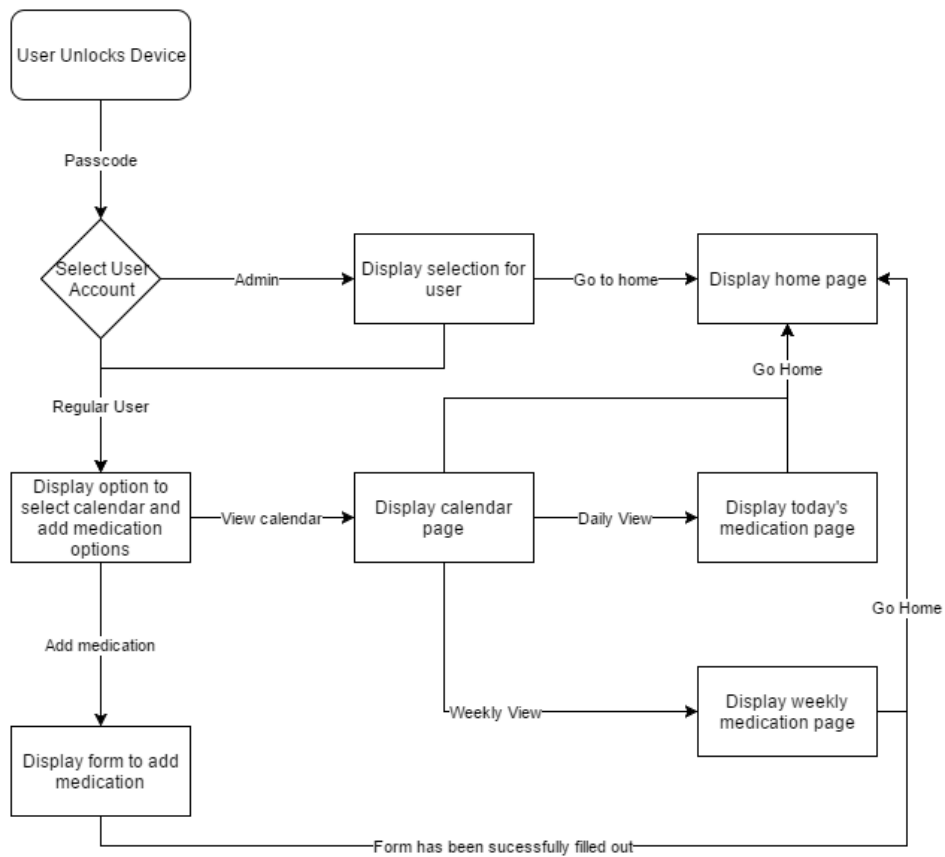 User Unlocks Device
Passcode
Select User
Account
Admin
Display selection for
user
Go to home
Display home page
Go Home
Regular User
Display option to
select calendar and
add medication
options
View calendar
Display calendar
page
Daily View
Display today's
medication page
Go Home
Add medication
Weekly View
Display weekly
medication page
Display form to add
medication
Form has been sucessfully filled out